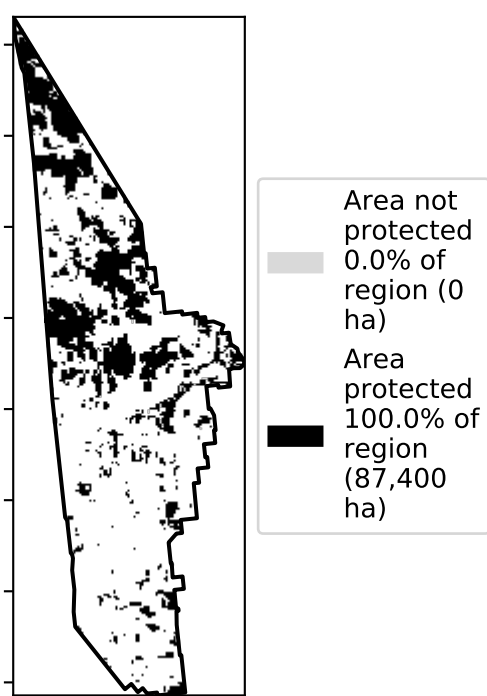 Area not
protected
0.0% of
region (0
ha)
Area
protected
100.0% of
region
(87,400
ha)